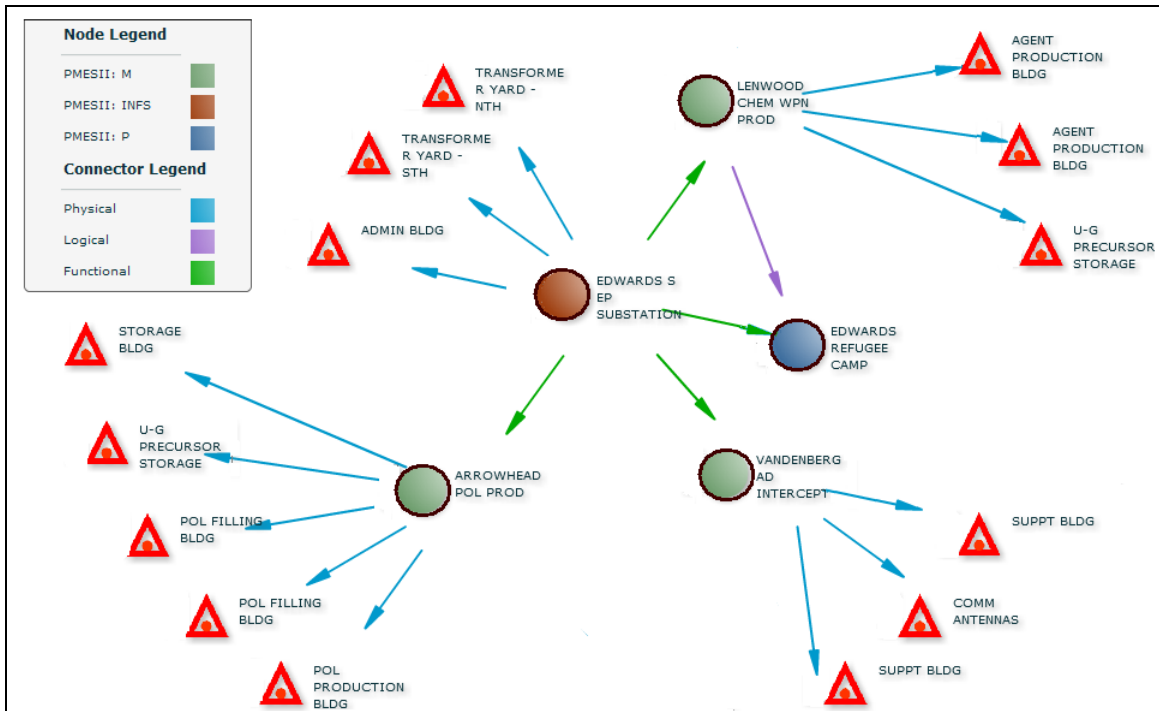 Node Legend
PMESII: M
PMESII: INFS
PMESII: P
Connector Legend
Physical
Logical
Functional
TRANSFORME
R YARD -
NTH
TRANSFORME
R YARD -
STH
ADMIN BLDG
LENWOOD
CHEM WPN
PROD
AGENT
PRODUCTION
BLDG
AGENT
PRODUCTION
BLDG
U-G
PRECURSOR
STORAGE
EDWARDS S
EP
SUBSTATION
EDWARDS
REFUGEE
CAMP
STORAGE
BLDG
U-G
PRECURSOR
STORAGE
POL FILLING
BLDG
POL FILLING
BLDG
POL
PRODUCTION
BLDG
ARROWHEAD
POL PROD
VANDENBERG
AD
INTERCEPT
SUPPT BLDG
COMM
ANTENNAS
SUPPT BLDG